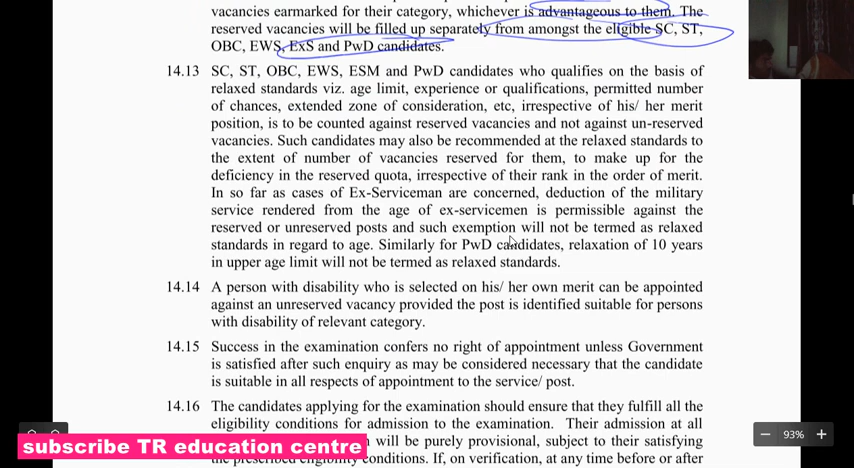 vacancies earmarked for their category, whichever is advantageous to them. The
reserved vacancies will be filled up separately from amongst the eligible SC, ST,
OBC, EWS, ExS and PwD candidates.
14.13 SC, ST, OBC, EWS, ESM and PwD candidates who qualifies on the basis of
relaxed standards viz. age limit, experience or qualifications, permitted number
of chances, extended zone of consideration, etc, irrespective of his/ her merit
position, is to be counted against reserved vacancies and not against un-reserved
vacancies. Such candidates may also be recommended at the relaxed standards to
the extent of number of vacancies reserved for them, to make up for the
deficiency in the reserved quota, irrespective of their rank in the order of merit.
In so far as cases of Ex-Serviceman are concerned, deduction of the military
service rendered from the age of ex-servicemen is permissible against the
reserved or unreserved posts and such exemption will not be termed as relaxed
standards in regard to age. Similarly for PwD candidates, relaxation of 10 years
in upper age limit will not be termed as relaxed standards.
14.14 A person with disability who is selected on his/ her own merit can be appointed
against an unreserved vacancy provided the post is identified suitable for persons
with disability of relevant category.
14.15 Success in the examination confers no right of appointment unless Government
is satisfied after such enquiry as may be considered necessary that the candidate
is suitable in all respects of appointment to the service/ post.
14.16 The candidates applying for the examination should ensure that they fulfill all the
eligibility conditions for admission to the examination. Their admission at all
will be purely provisional, subject to their satisfying
conditions. If, on verification, at any time before or after
subscribe TR education centre
93%